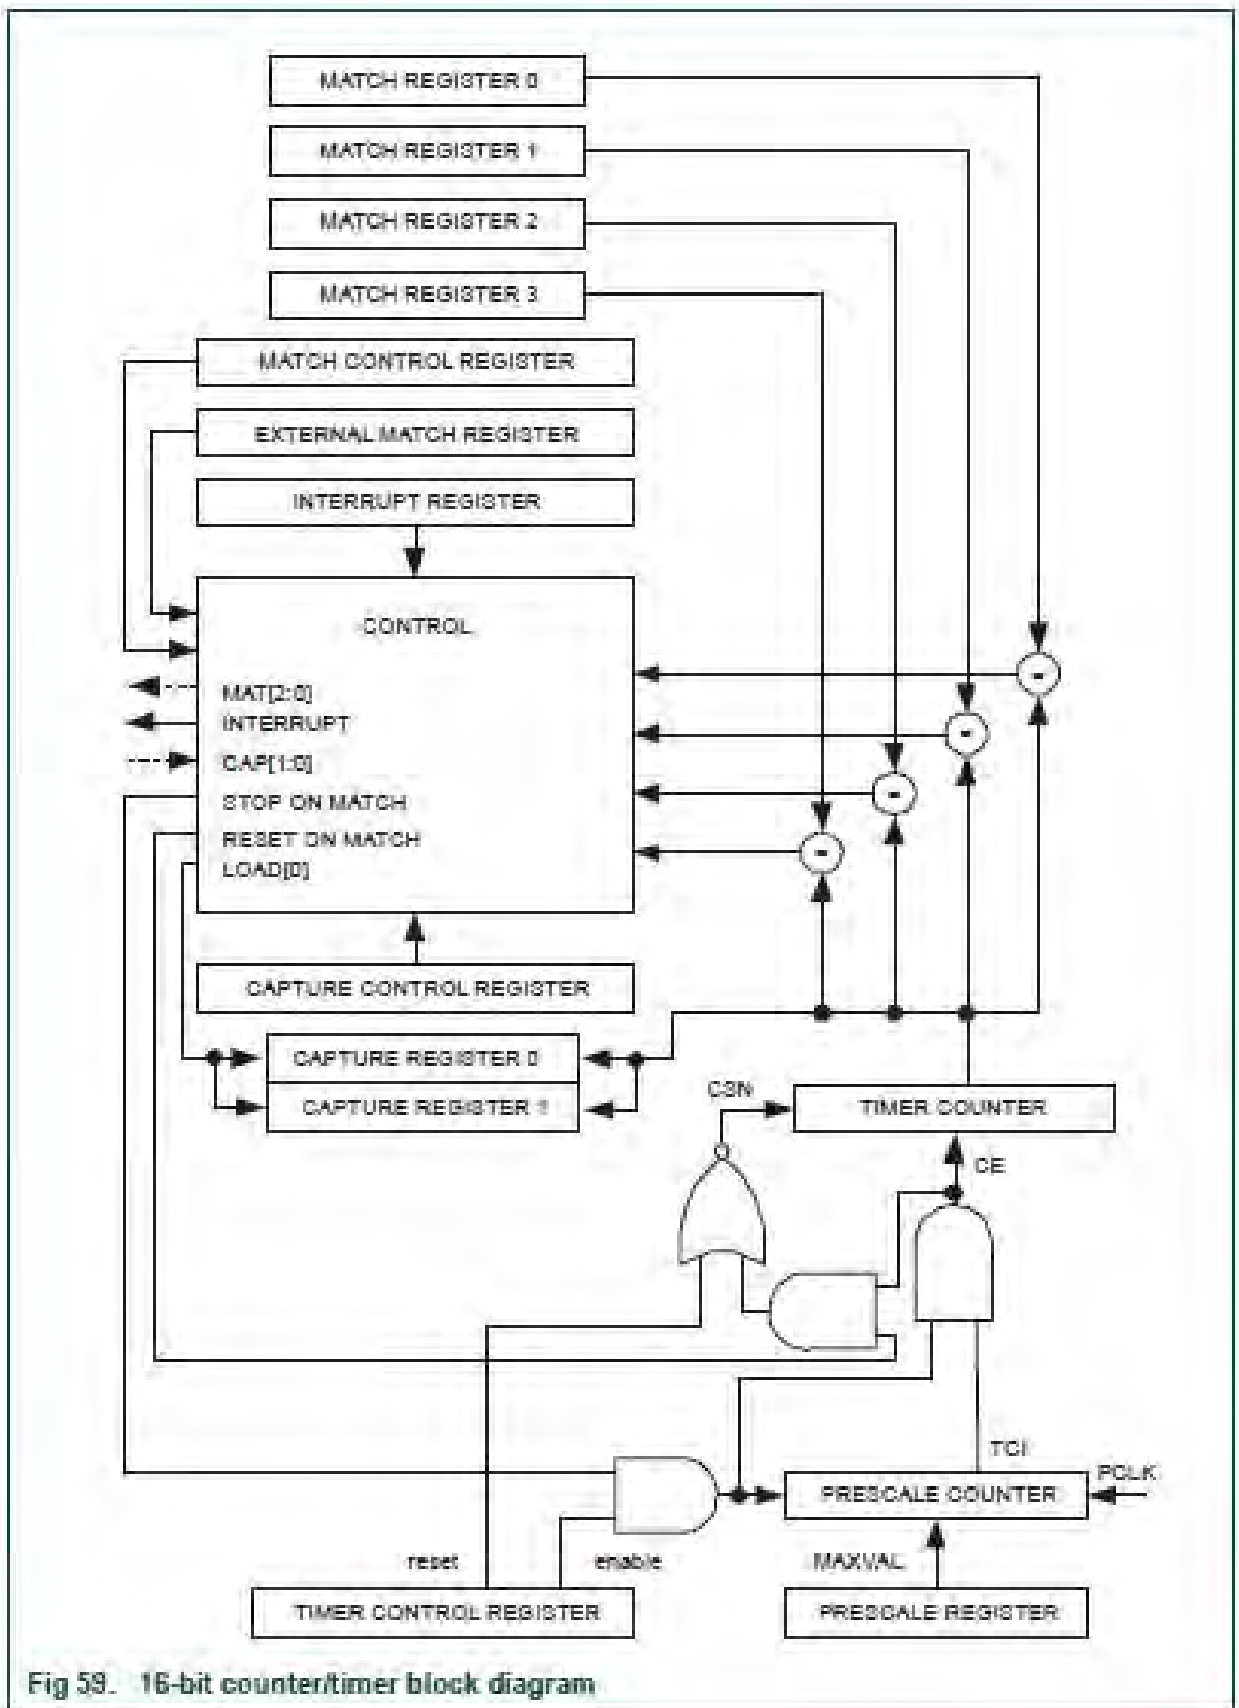 MATCH REGISTER 0
MATCH REGISTER 1
MATCH REGISTER 2
MATCH REGISTER 3
MATCH CONTROL REGISTER
EXTERNAL MATCH REGISTER
INTERRUPT REGISTER
CONTROL
MAT[2:0]
INTERRUPT
CAP[1:0]
STOP ON MATCH
RESET ON MATCH
LOAD[0]
CAPTURE CONTROL REGISTER
CAPTURE REGISTER 0
CAPTURE REGISTER 1
CSN
TIMER COUNTER
CE
TCI
PCLK
PRESCALE COUNTER
reset
enable
MAXVAL
TIMER CONTROL REGISTER
PRESCALE REGISTER
Fig 59. 16-bit counter/timer block diagram